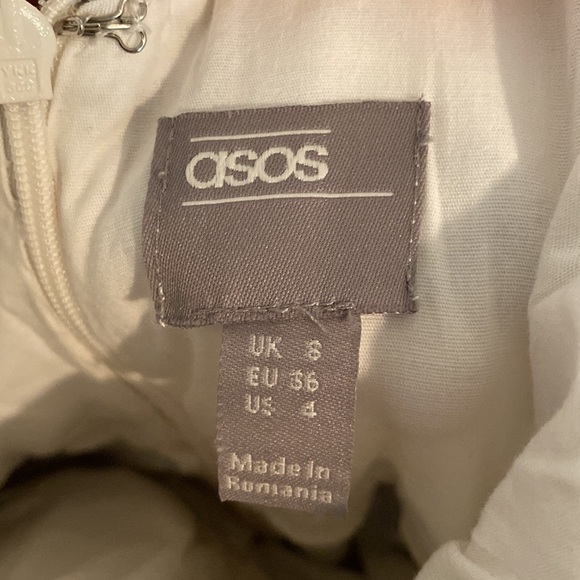 asos
UK 8
EU 36
US 4
Made in
Romania